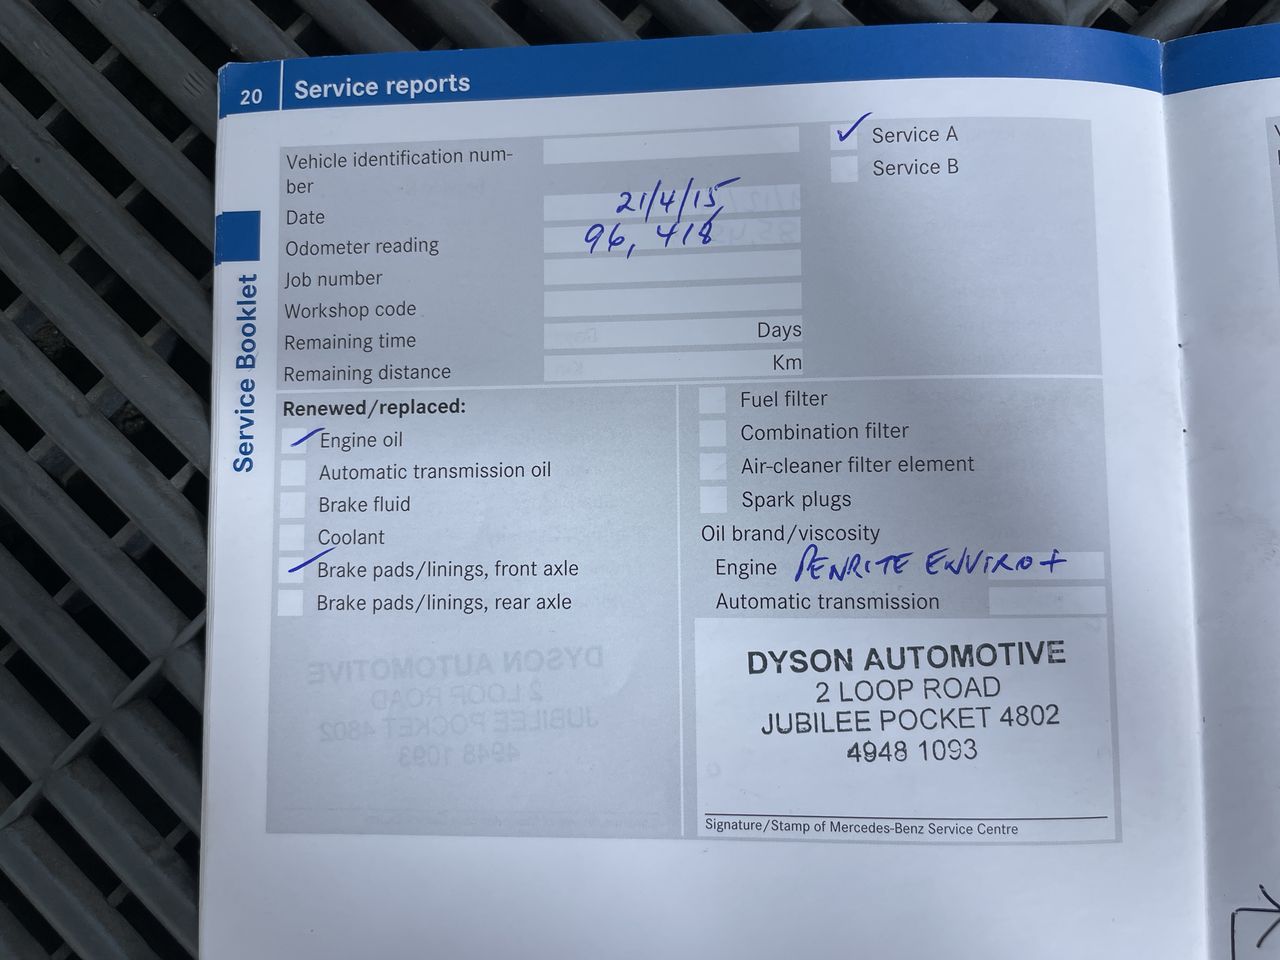 20 Service reports
Vehicle identification num-
ber
Date 21/4/15
Odometer reading 96,418
Job number
Workshop code
Remaining time Days
Remaining distance Km
Service A
Service B
Service Booklet
Renewed/replaced:
Engine oil
Automatic transmission oil
Brake fluid
Coolant
Brake pads/linings, front axle
Brake pads/linings, rear axle
Fuel filter
Combination filter
Air-cleaner filter element
Spark plugs
Oil brand/viscosity
Engine PENRITE ENVIRO+
Automatic transmission
DYSON AUTOMOTIVE
2 LOOP ROAD
JUBILEE POCKET 4802
4948 1093
Signature/Stamp of Mercedes-Benz Service Centre